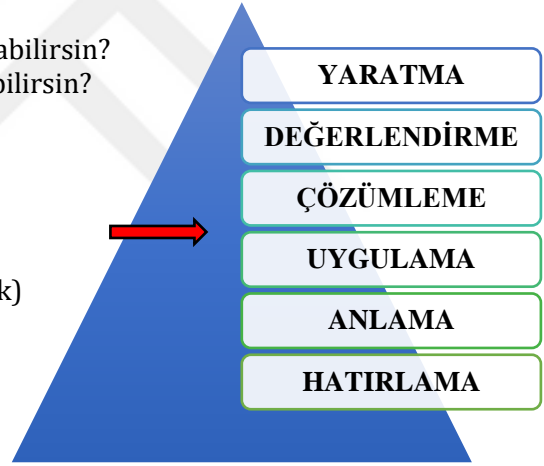 abilirsin?
bilirsin?
k)
YARATMA
DEĞERLENDİRME
ÇÖZÜMLEME
UYGULAMA
ANLAMA
HATIRLAMA